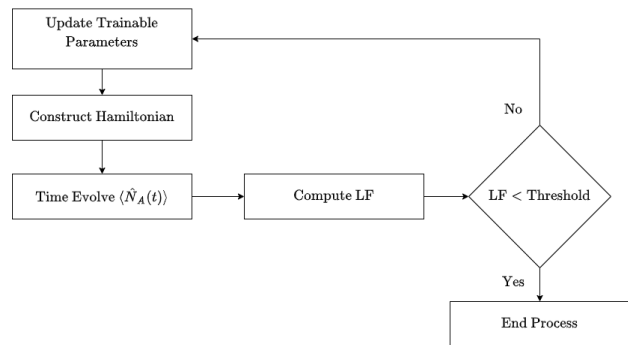 Update Trainable
Parameters
Construct Hamiltonian
Time Evolve ⟨N̂_A(t)⟩
Compute LF
LF < Threshold
No
Yes
End Process